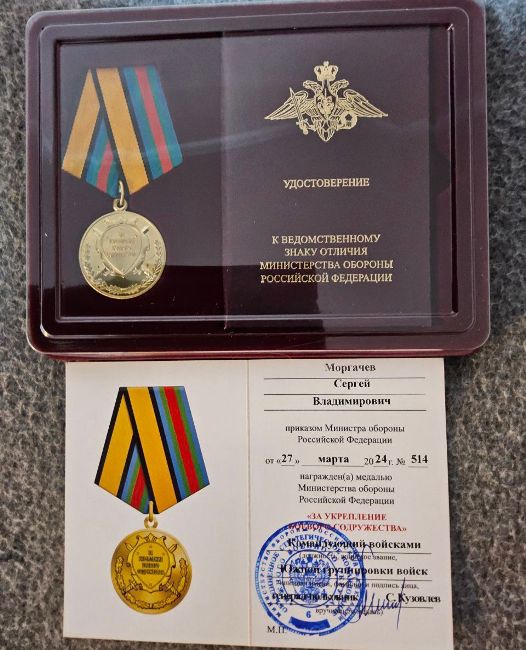 УДОСТОВЕРЕНИЕ
К ВЕДОМСТВЕННОМУ
ЗНАКУ ОТЛИЧИЯ
МИНИСТЕРСТВА ОБОРОНЫ
РОССИЙСКОЙ ФЕДЕРАЦИИ
Моргачев
Сергей
Владимирович
приказом Министра обороны
Российской Федерации
от «27» марта 2024 г. № 514
награжден(а) медалью
Министерства обороны
Российской Федерации
«ЗА УКРЕПЛЕНИЕ
БОЕВОГО СОДРУЖЕСТВА»
Командующий войсками
Южной группировки войск
С. Кузовлев
6
М.П.